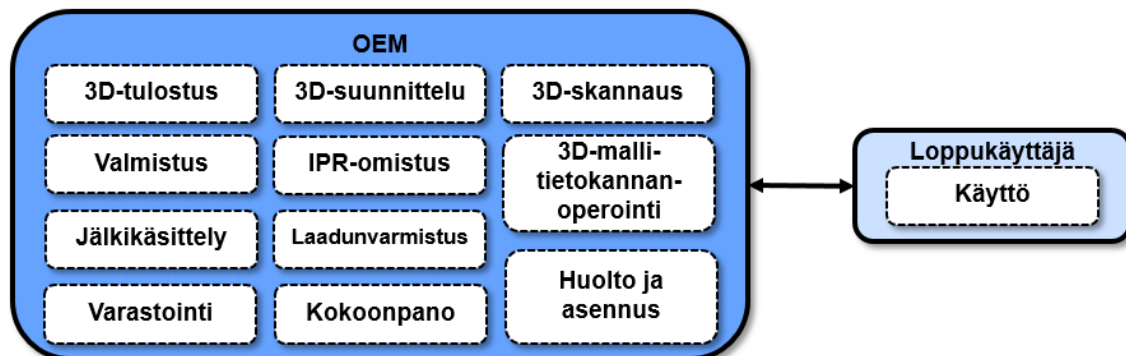 OEM
3D-tulostus
3D-suunnittelu
3D-skannaus
Valmistus
IPR-omistus
3D-malli-
tietokannan-
operointi
Jälkikäsittely
Laadunvarmistus
Varastointi
Kokoonpano
Huolto ja
asennus
Loppukäyttäjä
Käyttö